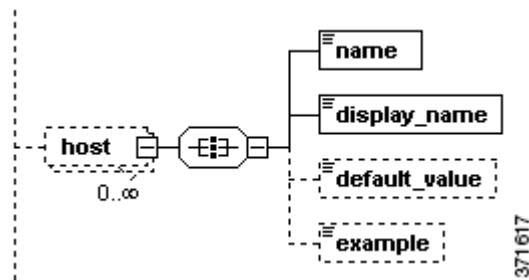 name
display_name
host
0..∞
default_value
example
371617